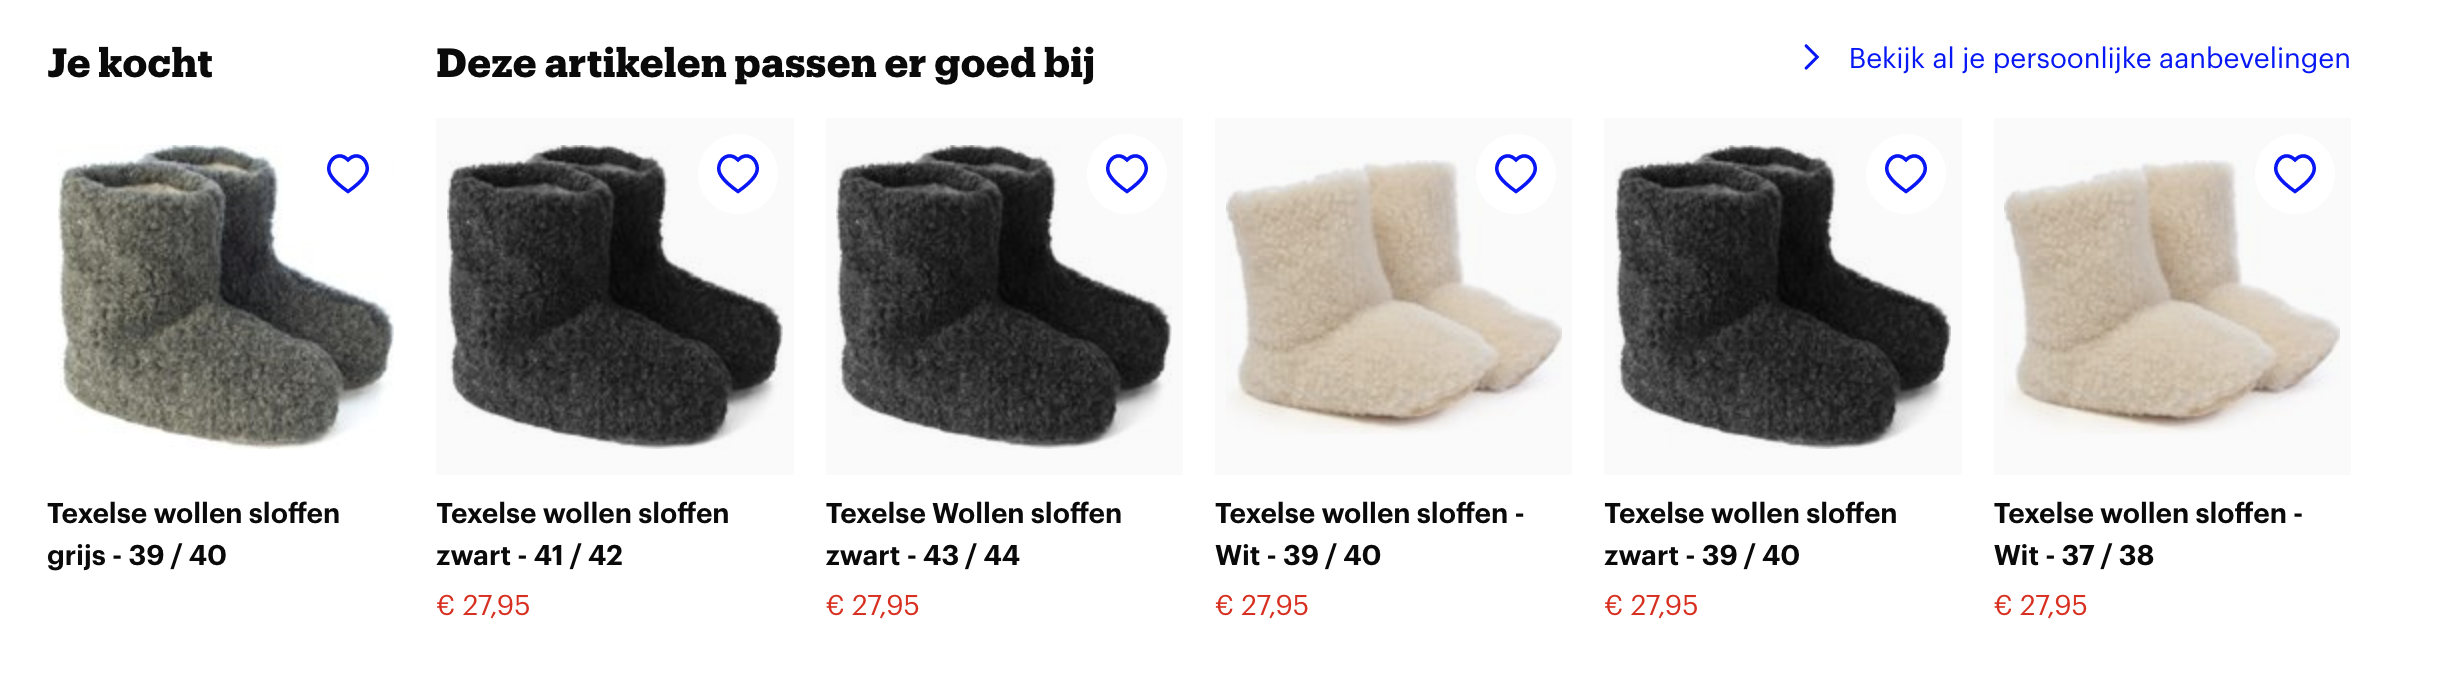 Je kocht
Deze artikelen passen er goed bij
Bekijk al je persoonlijke aanbevelingen
Texelse wollen sloffen
grijs - 39 / 40
Texelse wollen sloffen
zwart - 41 / 42
€ 27,95
Texelse Wollen sloffen
zwart - 43 / 44
€ 27,95
Texelse wollen sloffen -
Wit - 39 / 40
€ 27,95
Texelse wollen sloffen
zwart - 39 / 40
€ 27,95
Texelse wollen sloffen -
Wit - 37 / 38
€ 27,95